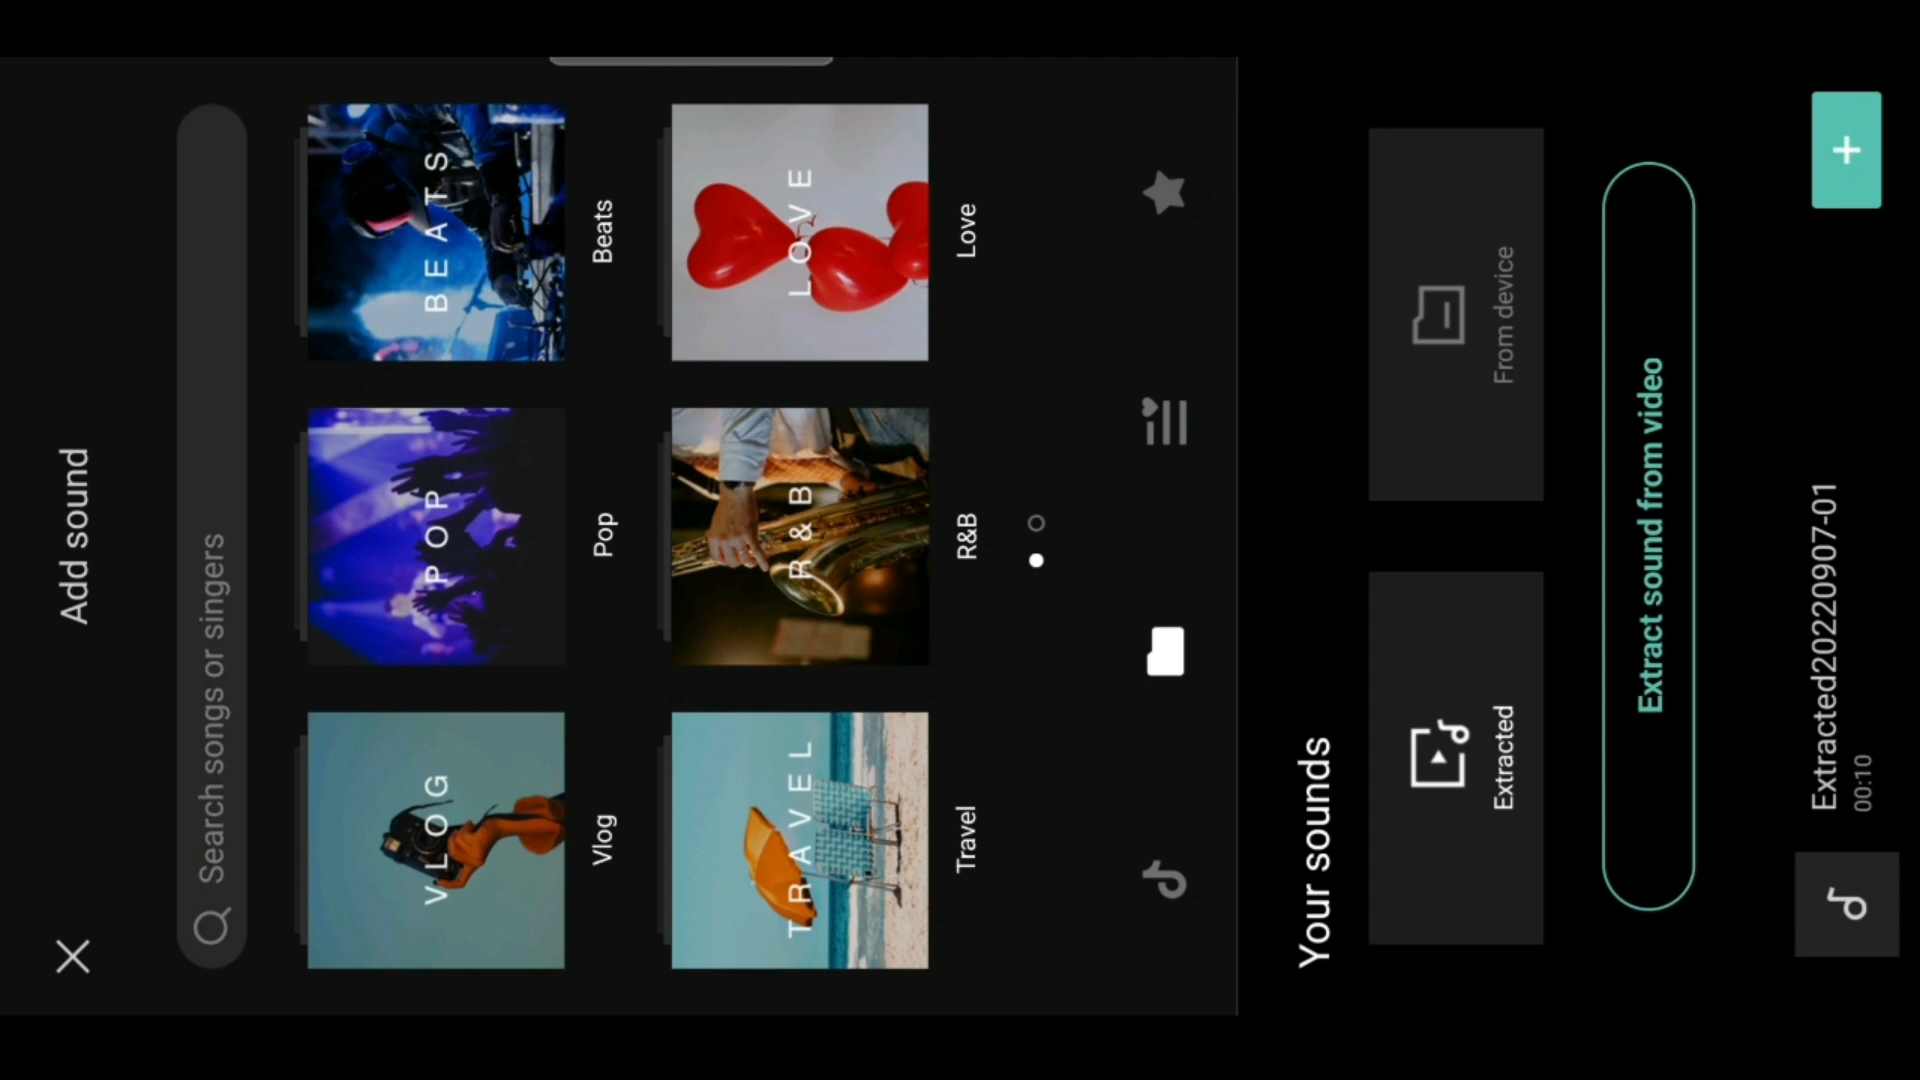 Add sound
Search songs or singers
VLOG
POP
BEATS
Vlog
Pop
Beats
TRAVEL
R&B
LOVE
Travel
R&B
Love
Your sounds
Extracted
From device
Extract sound from video
Extracted20220907-01
00:10